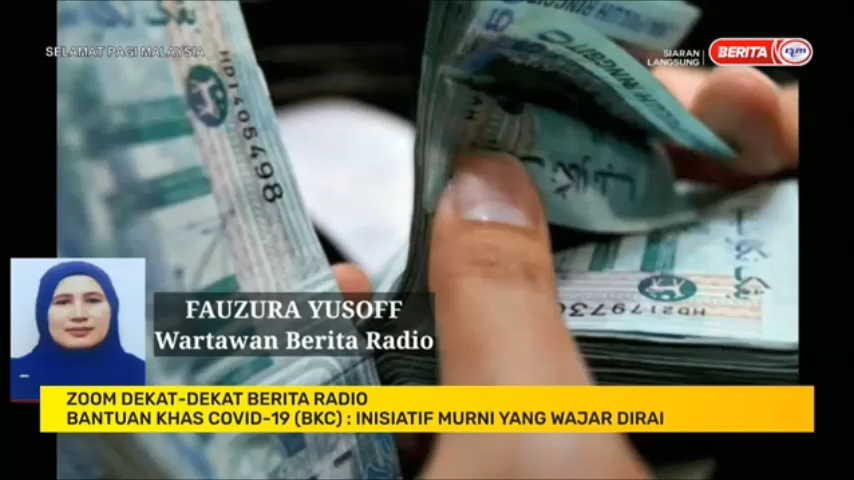 SELAMAT PAGI MALAYSIA
SIARAN
LANGSUNG
BERITA rtm
HD1405498
FAUZURA YUSOFF
Wartawan Berita Radio
ZOOM DEKAT-DEKAT BERITA RADIO
BANTUAN KHAS COVID-19 (BKC) : INISIATIF MURNI YANG WAJAR DIRAI